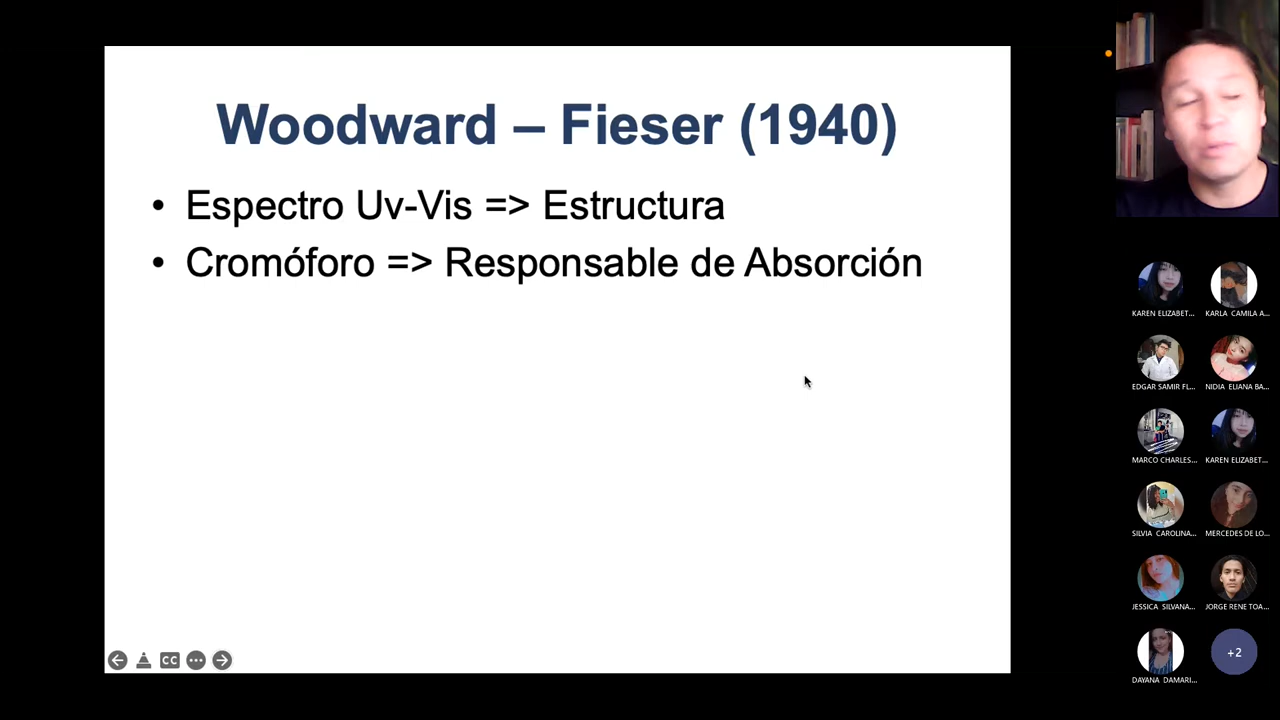 Woodward – Fieser (1940)
• Espectro Uv-Vis => Estructura
• Cromóforo => Responsable de Absorción
CC
KAREN ELIZABET...
KARLA CAMILA A...
EDGAR SAMIR FL...
NIDIA ELIANA BA...
MARCO CHARLES...
KAREN ELIZABET...
SILVIA CAROLINA...
MERCEDES DE LO...
JESSICA SILVANA...
JORGE RENE TOA...
DAYANA DAMARI...
+2